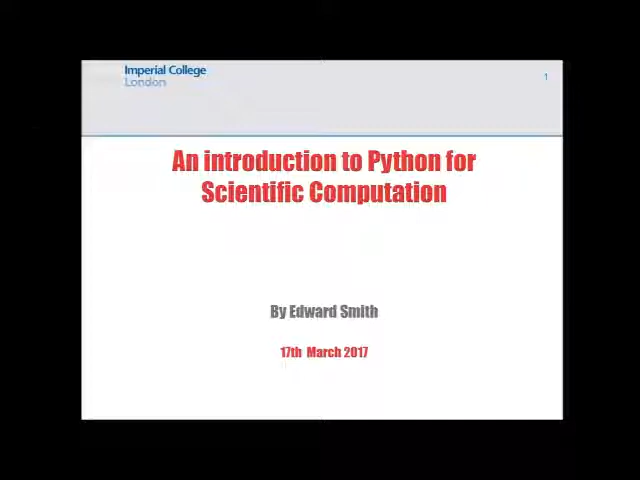 Imperial College
London
1
An introduction to Python for
Scientific Computation
By Edward Smith
17th March 2017